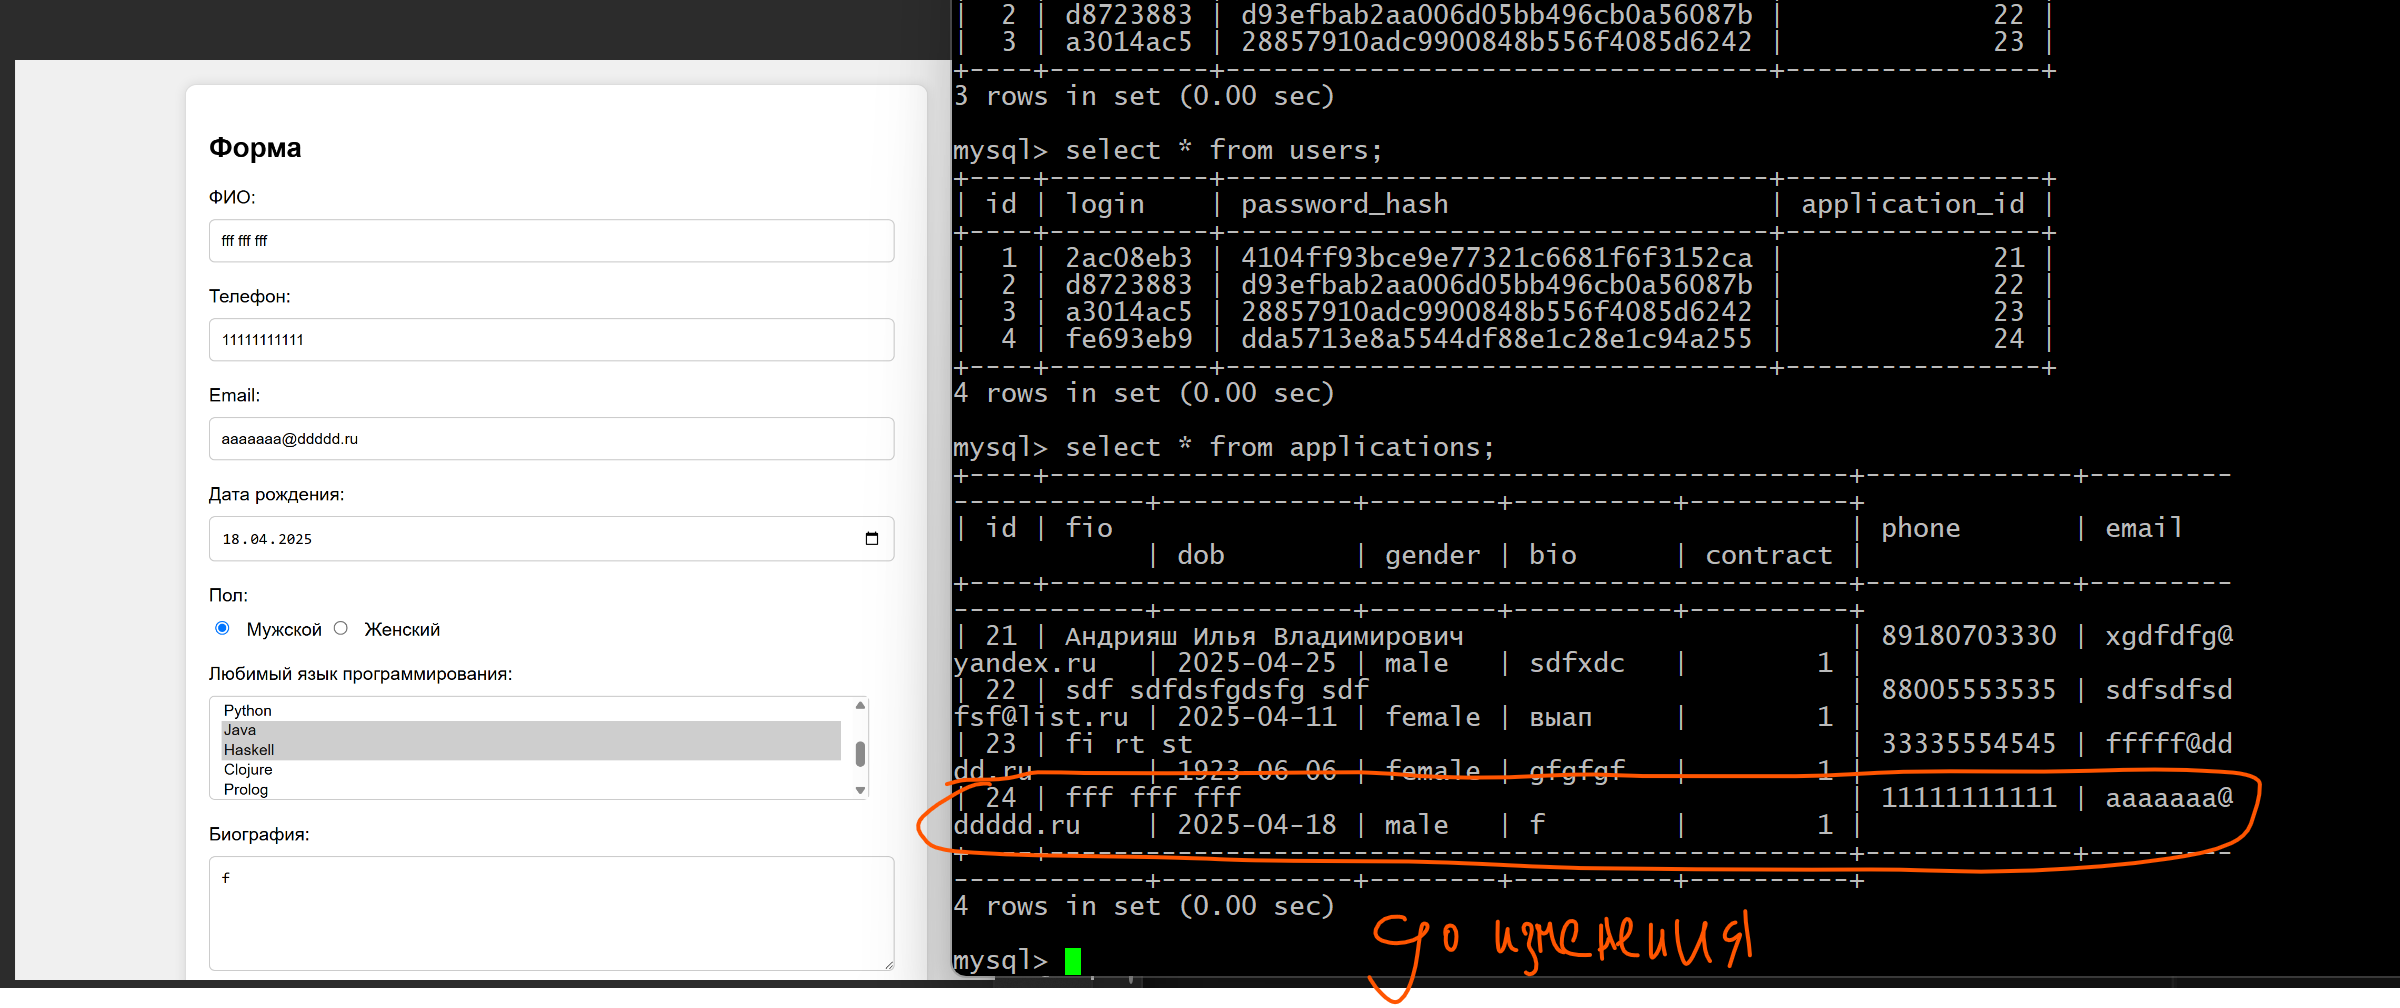 Форма
ФИО:
fff fff fff
Телефон:
11111111111
Email:
aaaaaaa@ddddd.ru
Дата рождения:
18.04.2025
Пол:
Мужской Женский
Любимый язык программирования:
Python
Java
Haskell
Clojure
Prolog
Биография:
f
| 2 | d8723883 | d93efbab2aa006d05bb496cb0a56087b | 22 |
| 3 | a3014ac5 | 28857910adc9900848b556f4085d6242 | 23 |
+----+----------+----------------------------------+----------------+
3 rows in set (0.00 sec)
mysql> select * from users;
+----+----------+----------------------------------+----------------+
| id | login | password_hash | application_id |
+----+----------+----------------------------------+----------------+
| 1 | 2ac08eb3 | 4104ff93bce9e77321c6681f6f3152ca | 21 |
| 2 | d8723883 | d93efbab2aa006d05bb496cb0a56087b | 22 |
| 3 | a3014ac5 | 28857910adc9900848b556f4085d6242 | 23 |
| 4 | fe693eb9 | dda5713e8a5544df88e1c28e1c94a255 | 24 |
+----+----------+----------------------------------+----------------+
4 rows in set (0.00 sec)
mysql> select * from applications;
+----+--------------------------------------------------+-------------+---------
------------+------------+--------+----------+----------+
| id | fio | phone | email
| dob | gender | bio | contract |
+----+--------------------------------------------------+-------------+---------
------------+------------+--------+----------+----------+
| 21 | Андрияш Илья Владимирович | 89180703330 | xgdfdfg@
yandex.ru | 2025-04-25 | male | sdfxdc | 1 |
| 22 | sdf sdfdsfgdsfg sdf | 88005553535 | sdfsdfsd
fsf@list.ru | 2025-04-11 | female | выап | 1 |
| 23 | fi rt st | 33335554545 | fffff@dd
dd.ru | 1923-06-06 | female | gfgfgf | 1 |
| 24 | fff fff fff | 11111111111 | aaaaaaa@
ddddd.ru | 2025-04-18 | male | f | 1 |
+----+--------------------------------------------------+-------------+---------
------------+------------+--------+----------+----------+
4 rows in set (0.00 sec)
до изменения
mysql>